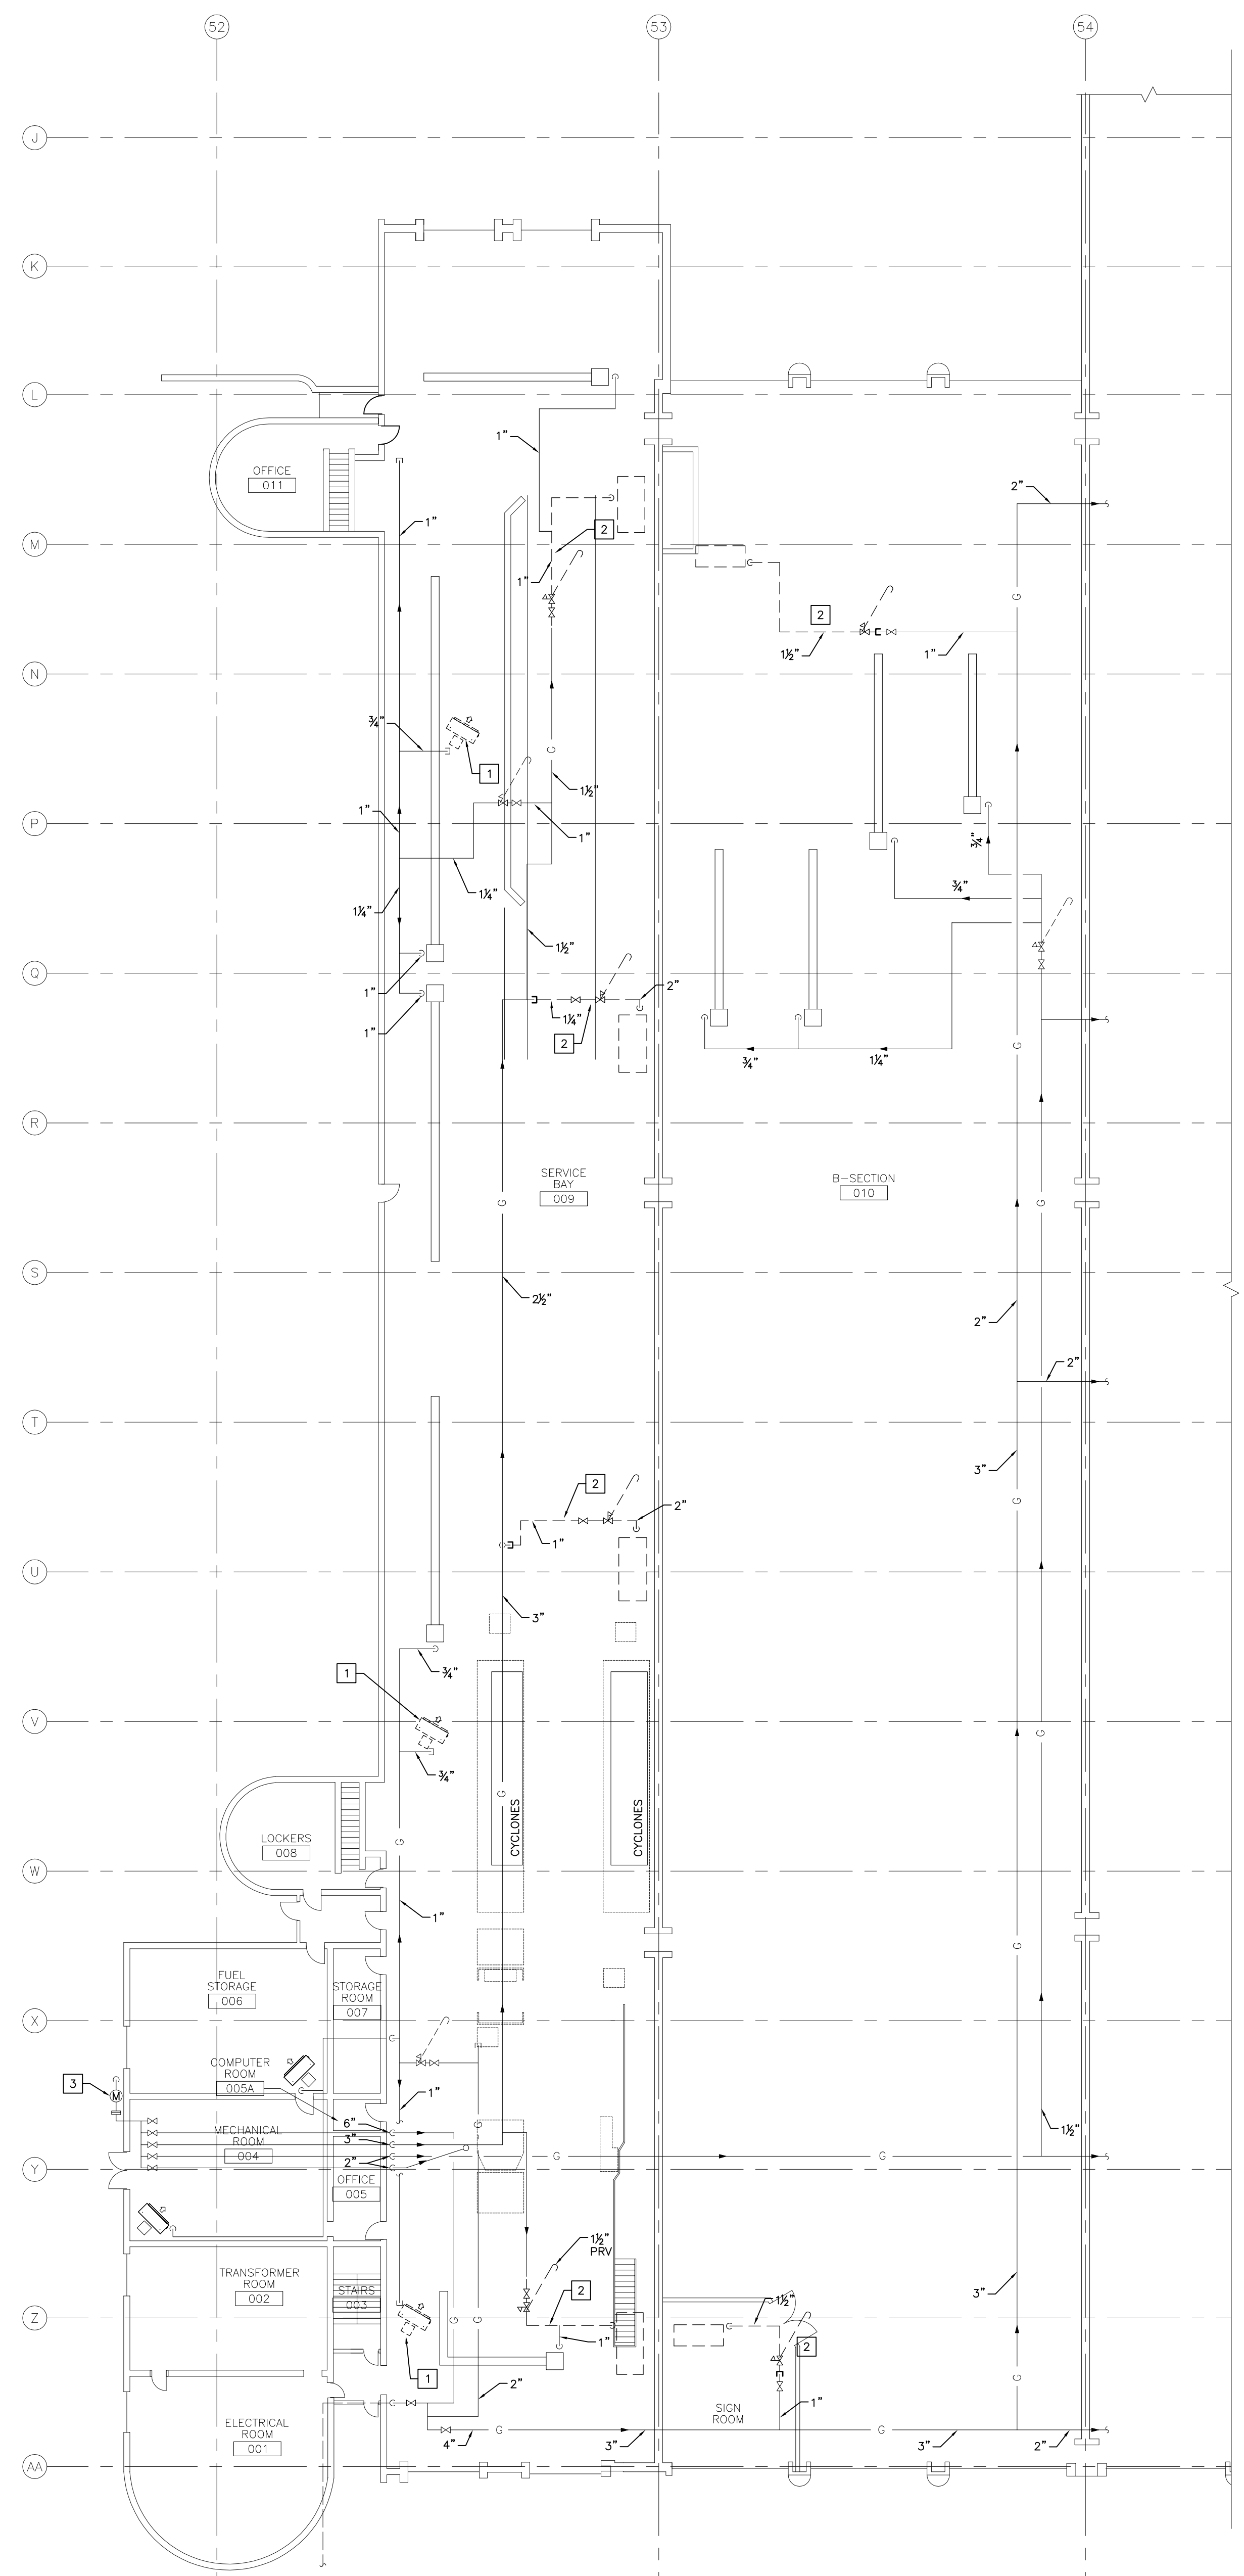 52
53
54
J
K
L
1"
OFFICE
011
2"
1"
2
M
1"
G
2
1½"
1"
N
¾"
1
G
1½"
1"
P
1"
¾"
1¼"
¾"
1¼"
1½"
Q
1"
2"
1¼"
1"
2
G
1¼"
¾"
R
SERVICE
BAY
009
B-SECTION
010
G
G
G
S
2½"
2"
2"
T
3"
2
G
2"
1"
U
3"
1
¾"
V
G
¾"
G
CYCLONES
CYCLONES
G
LOCKERS
008
W
1"
G
FUEL
STORAGE
006
STORAGE
ROOM
007
X
COMPUTER
ROOM
005A
3
M
1"
6"
G
1½"
MECHANICAL
ROOM
004
3"
2"
G
G
Y
OFFICE
005
1½"
PRV
TRANSFORMER
ROOM
002
2
3"
STAIRS
003
1½"
Z
G
G
1"
2
1
G
2"
1"
SIGN
ROOM
ELECTRICAL
ROOM
001
G
G
4"
3"
3"
2"
AA